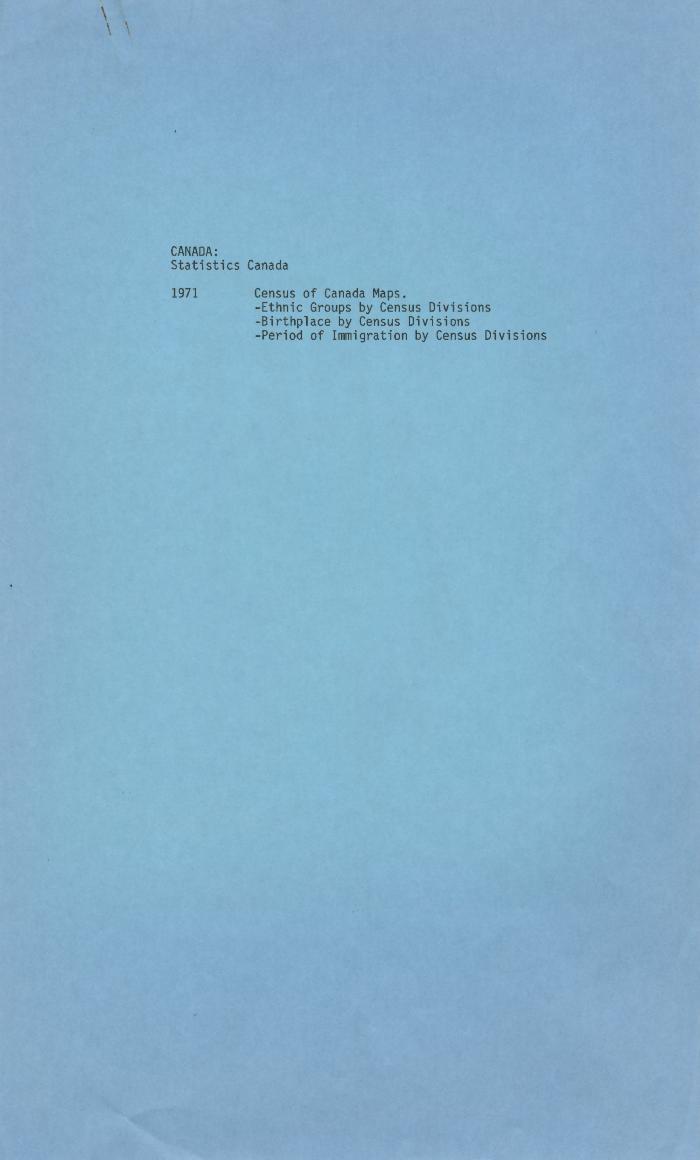 CANADA:
Statistics Canada
1971 Census of Canada Maps.
-Ethnic Groups by Census Divisions
-Birthplace by Census Divisions
-Period of Immigration by Census Divisions